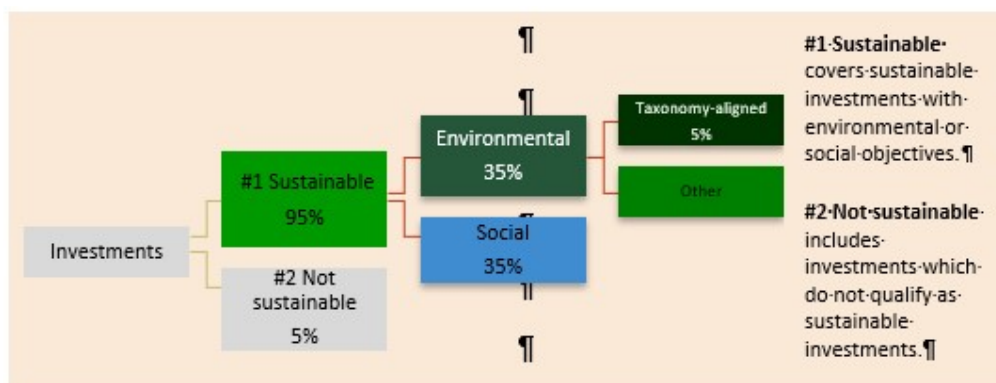 Investments
#1 Sustainable
95%
#2 Not
sustainable
5%
¶
¶
Environmental
35%
¶
Social
35%
¶
¶
Taxonomy-aligned
5%
Other
#1·Sustainable·
covers·sustainable·
investments·with·
environmental·or·
social·objectives.¶
#2·Not·sustainable·
includes·
investments·which·
do·not·qualify·as·
sustainable·
investments.¶